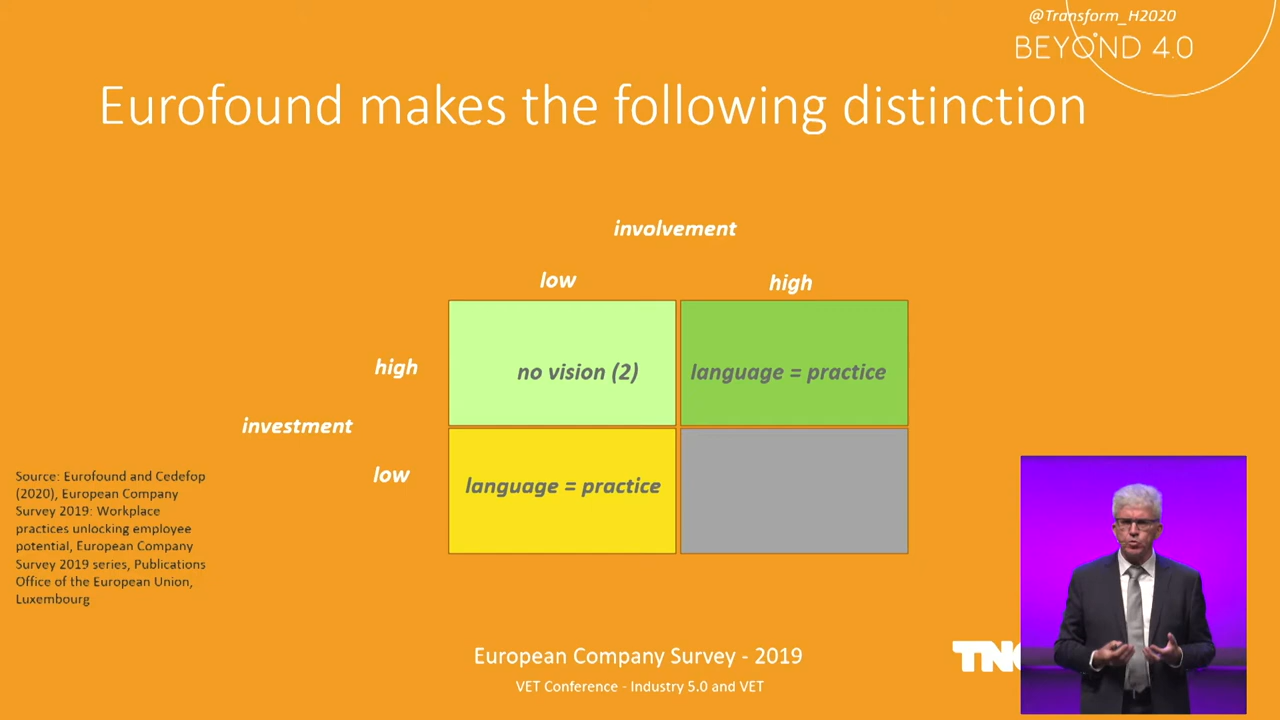 @Transform_H2020
BEYOND 4.0
Eurofound makes the following distinction
involvement
low
high
high
no vision (2)
language = practice
investment
low
language = practice
Source: Eurofound and Cedefop
(2020), European Company
Survey 2019: Workplace
practices unlocking employee
potential, European Company
Survey 2019 series, Publications
Office of the European Union,
Luxembourg
European Company Survey - 2019
VET Conference - Industry 5.0 and VET